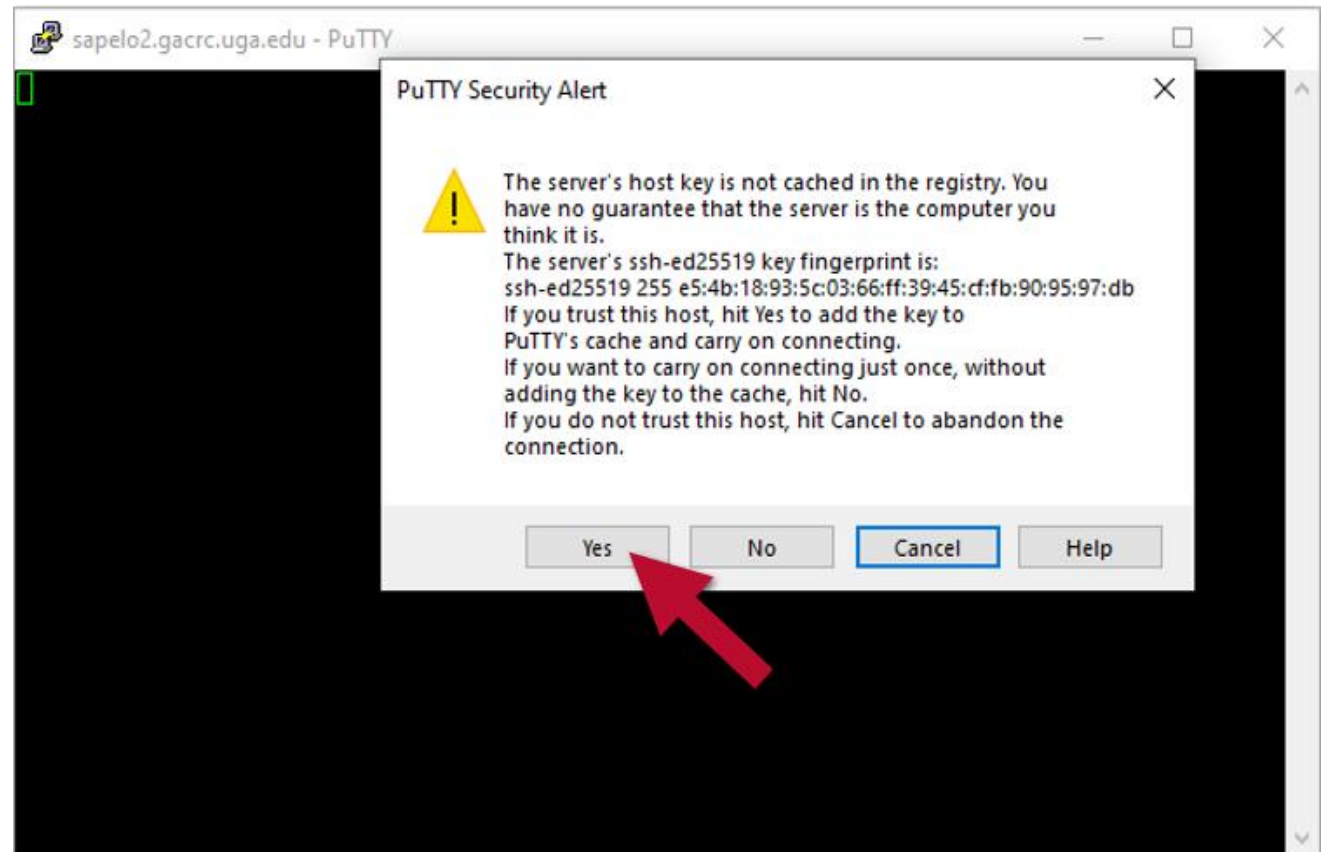 sapelo2.gacrc.uga.edu - PuTTY
PuTTY Security Alert
The server's host key is not cached in the registry. You
have no guarantee that the server is the computer you
think it is.
The server's ssh-ed25519 key fingerprint is:
ssh-ed25519 255 e5:4b:18:93:5c:03:66:ff:39:45:cf:fb:90:95:97:db
If you trust this host, hit Yes to add the key to
PuTTY's cache and carry on connecting.
If you want to carry on connecting just once, without
adding the key to the cache, hit No.
If you do not trust this host, hit Cancel to abandon the
connection.
Yes No Cancel Help